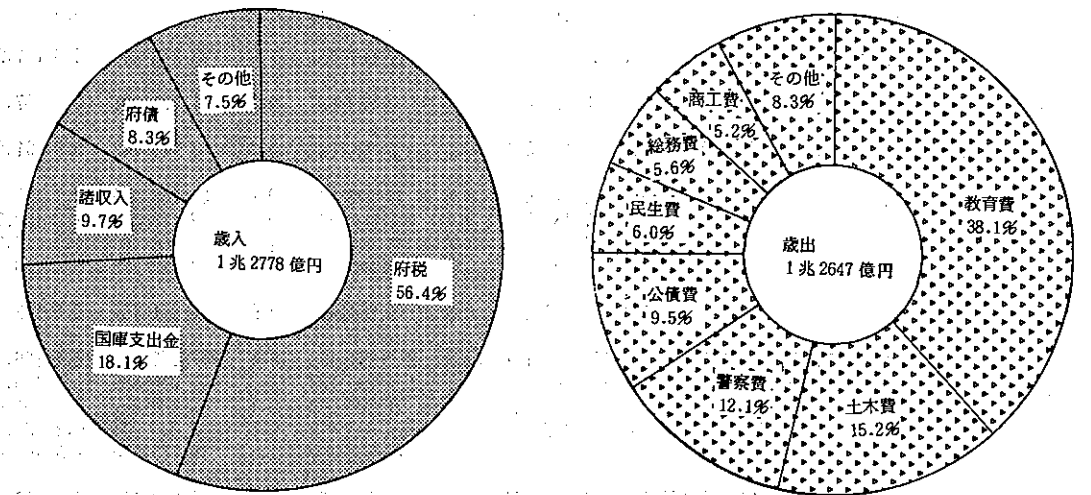 歳入
1兆2778億円
府税
56.4%
国庫支出金
18.1%
諸収入
9.7%
府債
8.3%
その他
7.5%
歳出
1兆2647億円
教育費
38.1%
土木費
15.2%
警察費
12.1%
公債費
9.5%
民生費
6.0%
総務費
5.6%
商工費
5.2%
その他
8.3%